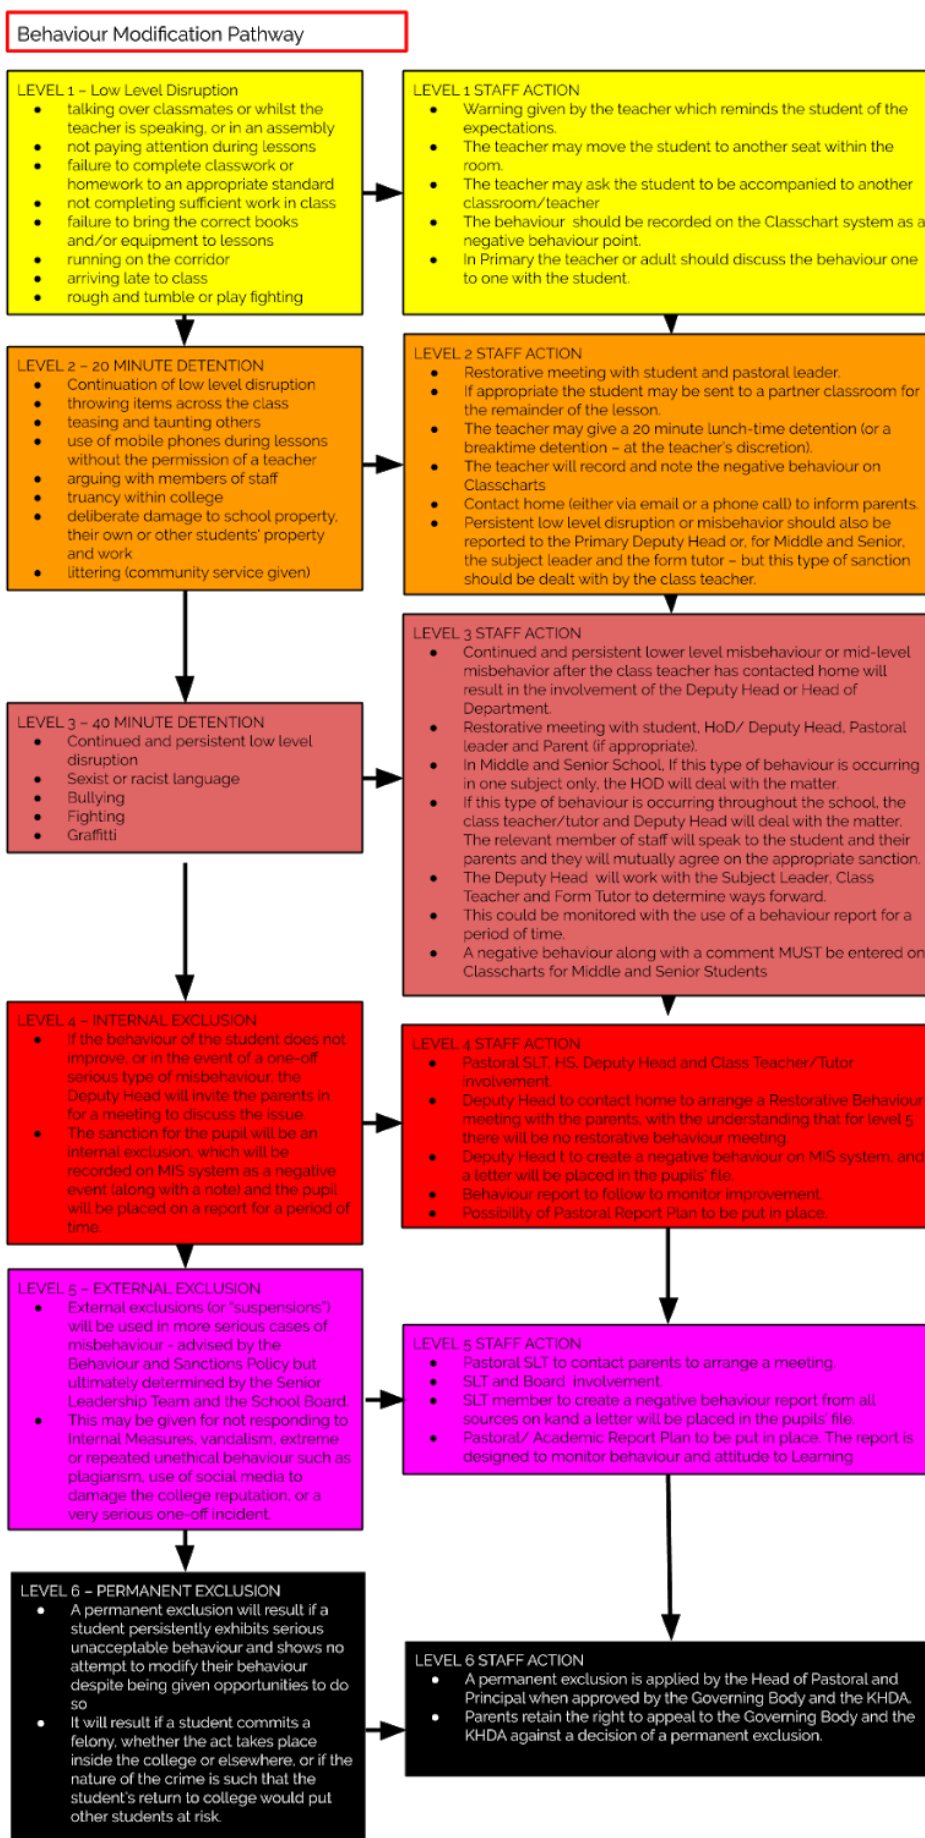 Behaviour Modification Pathway
LEVEL 1 – Low Level Disruption
● talking over classmates or whilst the
teacher is speaking, or in an assembly
● not paying attention during lessons
● failure to complete classwork or
homework to an appropriate standard
● not completing sufficient work in class
● failure to bring the correct books
and/or equipment to lessons
● running on the corridor
● arriving late to class
● rough and tumble or play fighting
LEVEL 1 STAFF ACTION
● Warning given by the teacher which reminds the student of the
expectations.
● The teacher may move the student to another seat within the
room.
● The teacher may ask the student to be accompanied to another
classroom/teacher
● The behaviour should be recorded on the Classchart system as a
negative behaviour point.
● In Primary the teacher or adult should discuss the behaviour one
to one with the student.
LEVEL 2 – 20 MINUTE DETENTION
● Continuation of low level disruption
● throwing items across the class
● teasing and taunting others
● use of mobile phones during lessons
without the permission of a teacher
● arguing with members of staff
● truancy within college
● deliberate damage to school property,
their own or other students' property
and work
● littering (community service given)
LEVEL 2 STAFF ACTION
● Restorative meeting with student and pastoral leader.
● If appropriate the student may be sent to a partner classroom for
the remainder of the lesson.
● The teacher may give a 20 minute lunch-time detention (or a
breaktime detention – at the teacher's discretion).
● The teacher will record and note the negative behaviour on
Classcharts
● Contact home (either via email or a phone call) to inform parents.
● Persistent low level disruption or misbehavior should also be
reported to the Primary Deputy Head or, for Middle and Senior,
the subject leader and the form tutor – but this type of sanction
should be dealt with by the class teacher.
LEVEL 3 – 40 MINUTE DETENTION
● Continued and persistent low level
disruption
● Sexist or racist language
● Bullying
● Fighting
● Graffitti
LEVEL 3 STAFF ACTION
● Continued and persistent lower level misbehaviour or mid-level
misbehavior after the class teacher has contacted home will
result in the involvement of the Deputy Head or Head of
Department.
● Restorative meeting with student, HoD/ Deputy Head, Pastoral
leader and Parent (if appropriate).
● In Middle and Senior School, If this type of behaviour is occurring
in one subject only, the HOD will deal with the matter.
● If this type of behaviour is occurring throughout the school, the
class teacher/tutor and Deputy Head will deal with the matter.
The relevant member of staff will speak to the student and their
parents and they will mutually agree on the appropriate sanction.
● The Deputy Head will work with the Subject Leader, Class
Teacher and Form Tutor to determine ways forward.
● This could be monitored with the use of a behaviour report for a
period of time.
● A negative behaviour along with a comment MUST be entered on
Classcharts for Middle and Senior Students
LEVEL 4 – INTERNAL EXCLUSION
● If the behaviour of the student does not
improve, or in the event of a one-off
serious type of misbehaviour, the
Deputy Head will invite the parents in
for a meeting to discuss the issue.
● The sanction for the pupil will be an
internal exclusion, which will be
recorded on MIS system as a negative
event (along with a note) and the pupil
will be placed on a report for a period of
time.
LEVEL 4 STAFF ACTION
● Pastoral SLT, HS, Deputy Head and Class Teacher/Tutor
involvement.
● Deputy Head to contact home to arrange a Restorative Behaviour
meeting with the parents, with the understanding that for level 5
there will be no restorative behaviour meeting
● Deputy Head t to create a negative behaviour on MIS system, and
a letter will be placed in the pupils' file.
● Behaviour report to follow to monitor improvement.
● Possibility of Pastoral Report Plan to be put in place.
LEVEL 5 – EXTERNAL EXCLUSION
● External exclusions (or "suspensions")
will be used in more serious cases of
misbehaviour - advised by the
Behaviour and Sanctions Policy but
ultimately determined by the Senior
Leadership Team and the School Board.
● This may be given for not responding to
Internal Measures, vandalism, extreme
or repeated unethical behaviour such as
plagiarism, use of social media to
damage the college reputation, or a
very serious one-off incident.
LEVEL 5 STAFF ACTION
● Pastoral SLT to contact parents to arrange a meeting.
● SLT and Board involvement.
● SLT member to create a negative behaviour report from all
sources on kand a letter will be placed in the pupils' file.
● Pastoral/ Academic Report Plan to be put in place. The report is
designed to monitor behaviour and attitude to Learning
LEVEL 6 – PERMANENT EXCLUSION
● A permanent exclusion will result if a
student persistently exhibits serious
unacceptable behaviour and shows no
attempt to modify their behaviour
despite being given opportunities to do
so
● It will result if a student commits a
felony, whether the act takes place
inside the college or elsewhere, or if the
nature of the crime is such that the
student's return to college would put
other students at risk.
LEVEL 6 STAFF ACTION
● A permanent exclusion is applied by the Head of Pastoral and
Principal when approved by the Governing Body and the KHDA.
● Parents retain the right to appeal to the Governing Body and the
KHDA against a decision of a permanent exclusion.